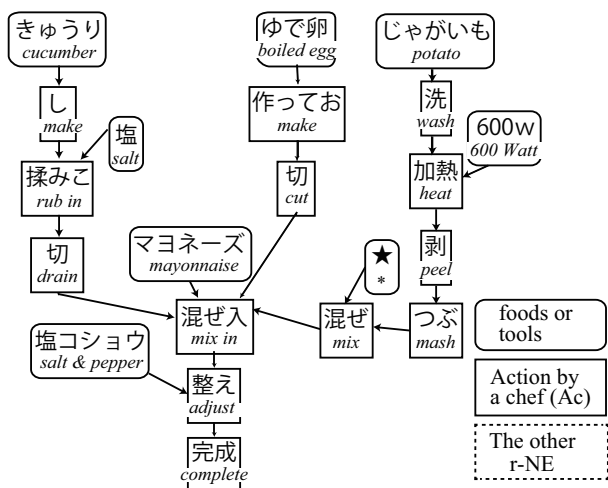 きゅうり
cucumber
し
make
塩
salt
揉みこ
rub in
切
drain
ゆで卵
boiled egg
作ってお
make
切
cut
じゃがいも
potato
洗
wash
600w
600 Watt
加熱
heat
剥
peel
つぶ
mash
★
*
混ぜ
mix
マヨネーズ
mayonnaise
混ぜ入
mix in
塩コショウ
salt & pepper
整え
adjust
完成
complete
foods or
tools
Action by
a chef (Ac)
The other
r-NE